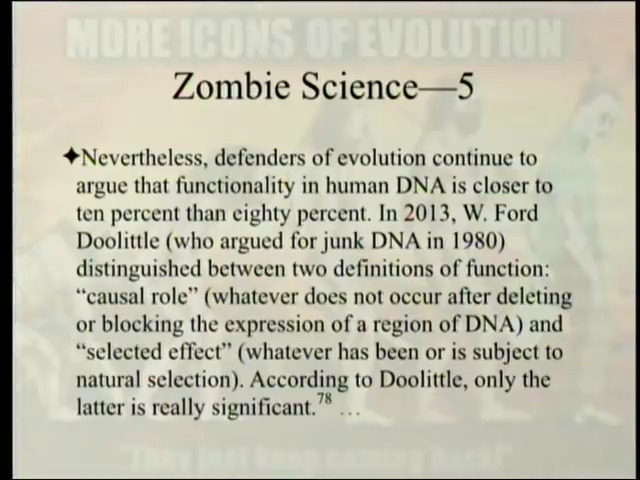 MORE ICONS OF EVOLUTION
Zombie Science—5
✦Nevertheless, defenders of evolution continue to
argue that functionality in human DNA is closer to
ten percent than eighty percent. In 2013, W. Ford
Doolittle (who argued for junk DNA in 1980)
distinguished between two definitions of function:
“causal role” (whatever does not occur after deleting
or blocking the expression of a region of DNA) and
“selected effect” (whatever has been or is subject to
natural selection). According to Doolittle, only the
latter is really significant.⁷⁸ …
"They just keep coming back!"